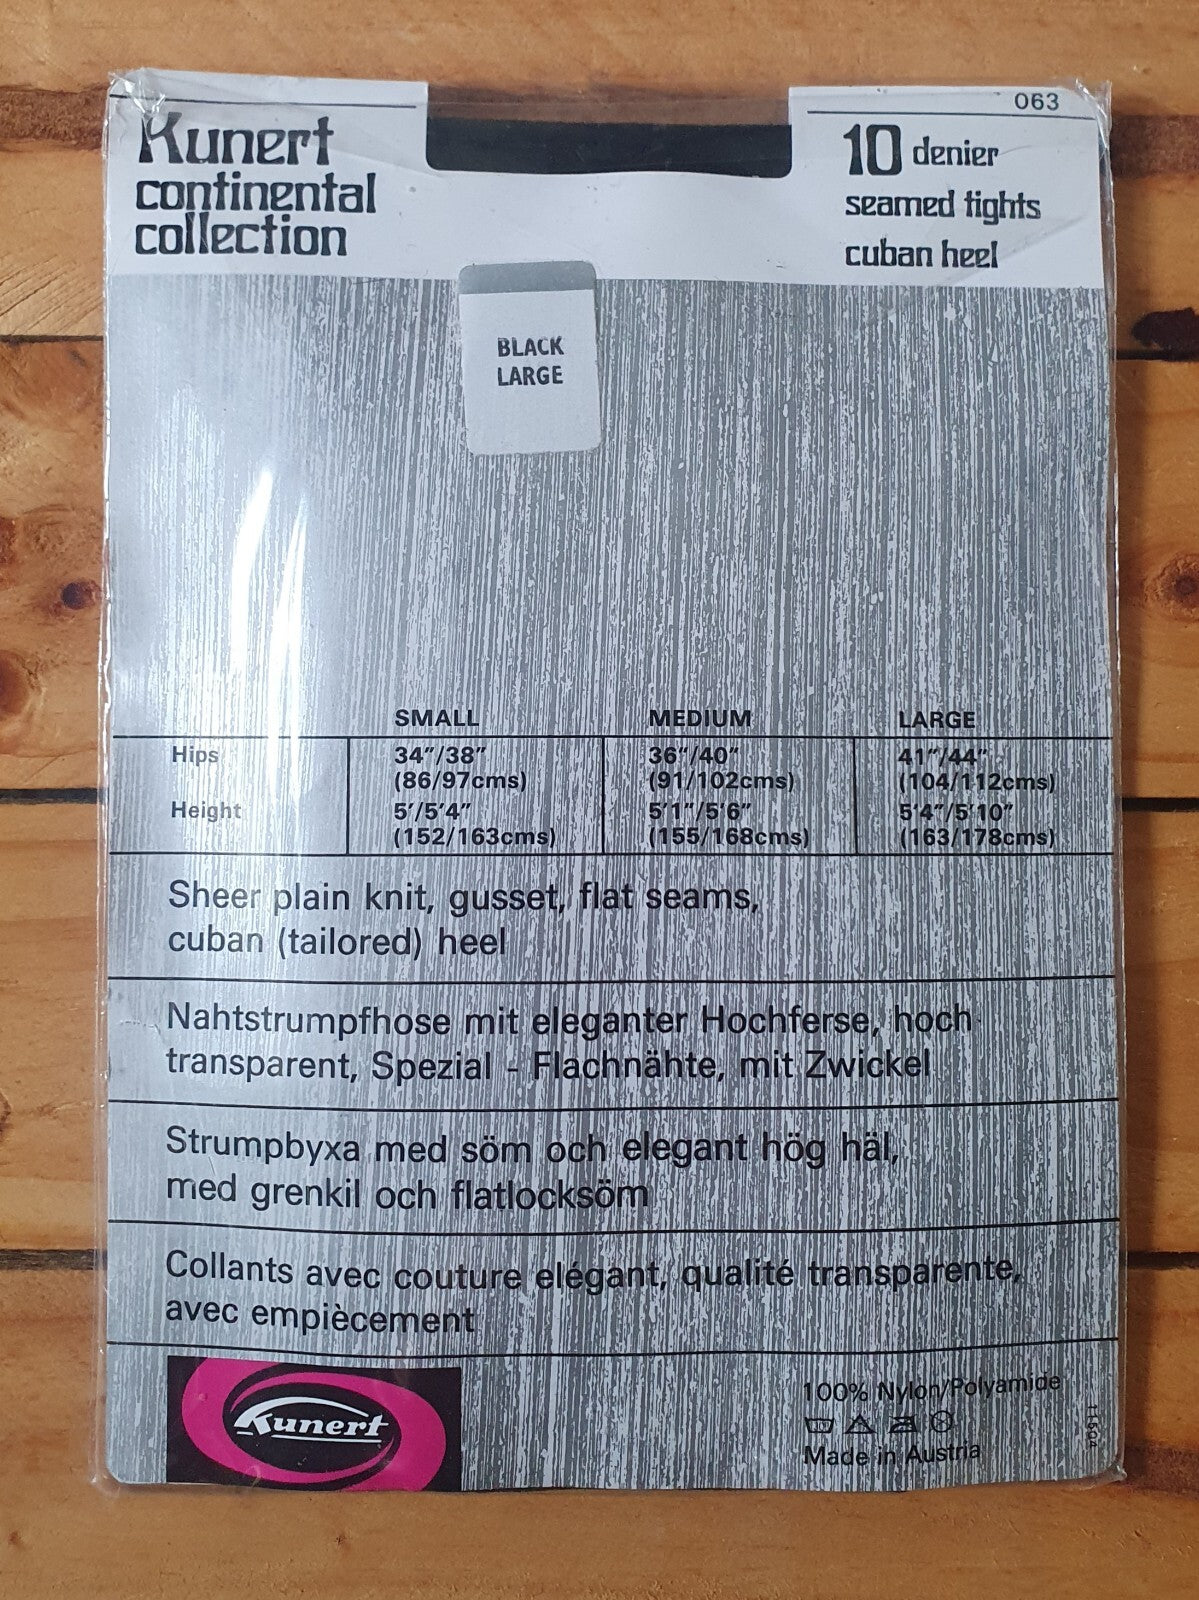 063
Kunert
continental
collection
10 denier
seamed tights
cuban heel
BLACK
LARGE
SMALL MEDIUM LARGE
Hips 34"/38" 36"/40" 41"/44"
(86/97cms) (91/102cms) (104/112cms)
Height 5'/5'4" 5'1"/5'6" 5'4"/5'10"
(152/163cms) (155/168cms) (163/178cms)
Sheer plain knit, gusset, flat seams,
cuban (tailored) heel
Nahtstrumpfhose mit eleganter Hochferse, hoch
transparent, Spezial - Flachnähte, mit Zwickel
Strumpbyxa med söm och elegant hög häl,
med grenkil och flatlocksöm
Collants avec couture elégant, qualité transparente,
avec empiècement
Kunert
100% Nylon/Polyamide
Made in Austria